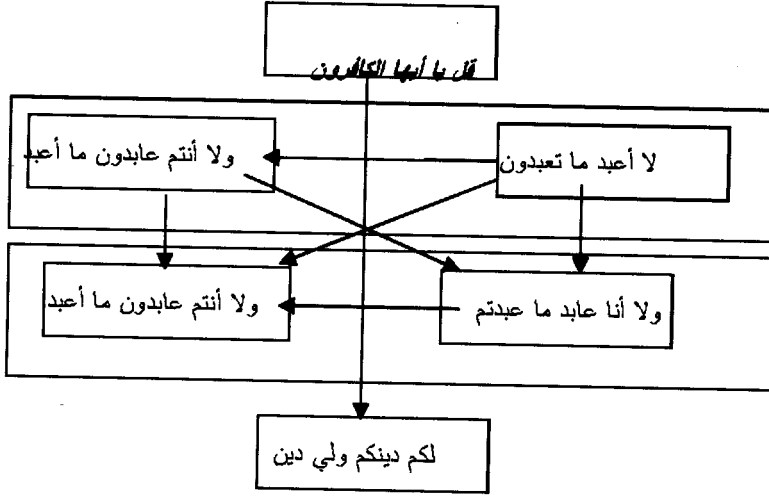 قل يا أيها الكافرون
لا أعبد ما تعبدون
ولا أنتم عابدون ما أعبد
ولا أنا عابد ما عبدتم
ولا أنتم عابدون ما أعبد
لكم دينكم ولي دين